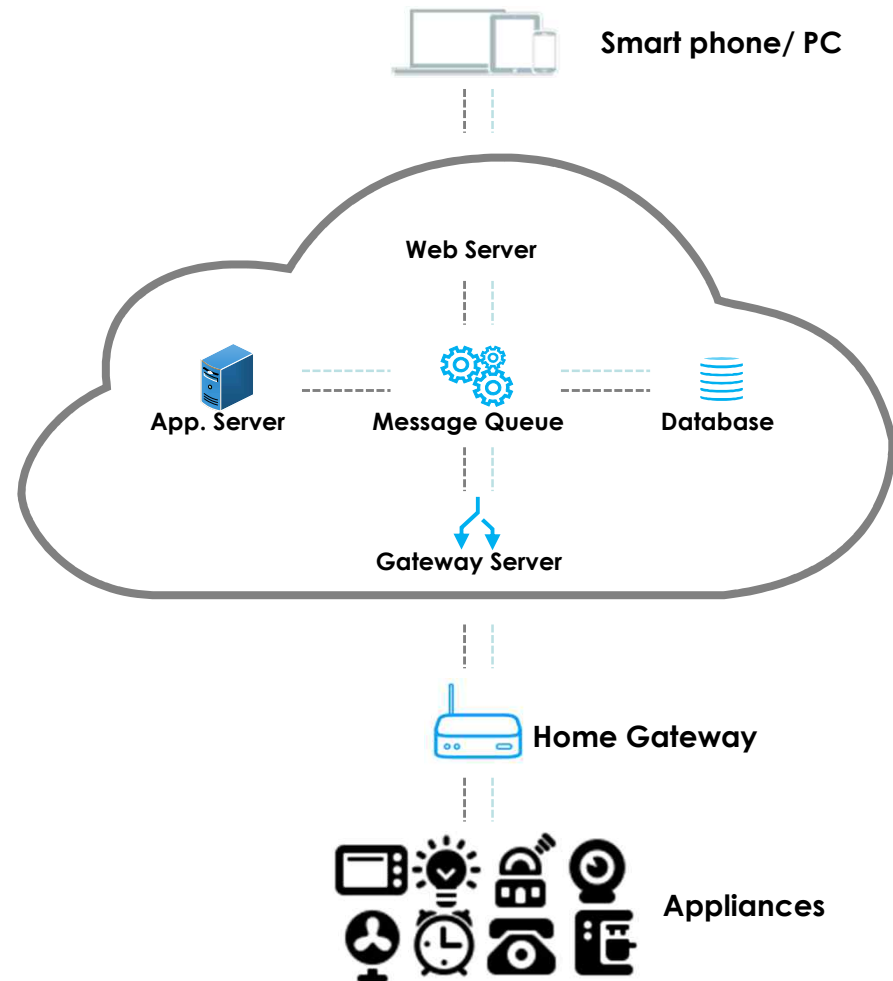 Smart phone/ PC
Web Server
App. Server
Message Queue
Database
Gateway Server
Home Gateway
Appliances